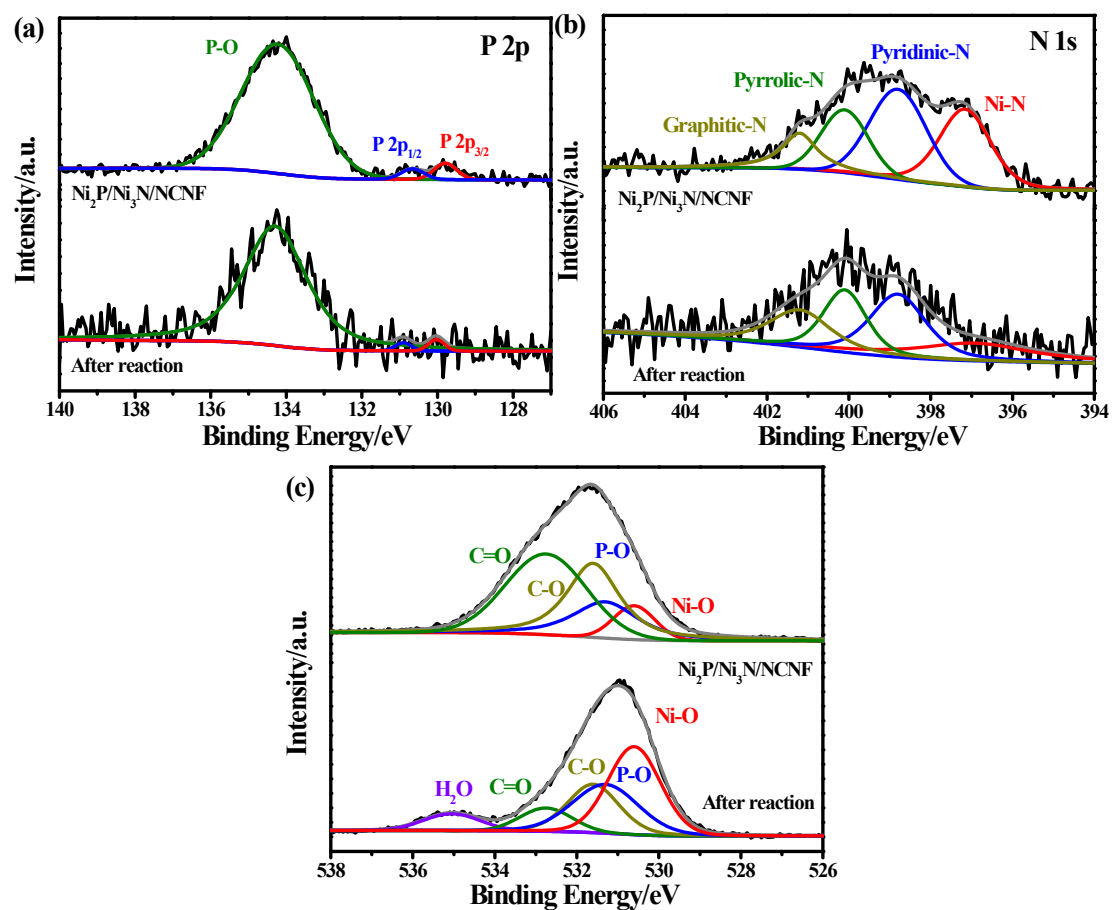 (a)
P 2p
P-O
P 2p1/2
P 2p3/2
Ni2P/Ni3N/NCNF
After reaction
Intensity/a.u.
140 138 136 134 132 130 128
Binding Energy/eV
(b)
N 1s
Pyridinic-N
Pyrrolic-N
Ni-N
Graphitic-N
Ni2P/Ni3N/NCNF
After reaction
Intensity/a.u.
406 404 402 400 398 396 394
Binding Energy/eV
(c)
C=O
P-O
C-O
Ni-O
Ni2P/Ni3N/NCNF
Ni-O
C-O
P-O
C=O
H2O
After reaction
Intensity/a.u.
538 536 534 532 530 528 526
Binding Energy/eV